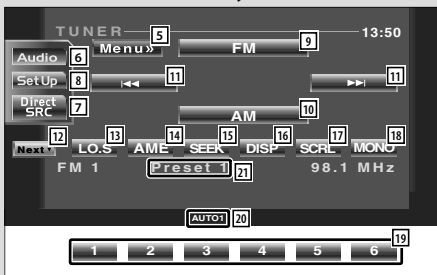 TUNER 13:50
5 9
Menu» FM
Audio 6
SetUp 8 |◀◀ 11 ▶▶| 11
Direct SRC 7
10
AM
12 13 14 15 16 17 18
Next▼ LO.S AME SEEK DISP SCRL MONO
FM 1 Preset 1 98.1 MHz
21
AUTO1 20
19
1 2 3 4 5 6